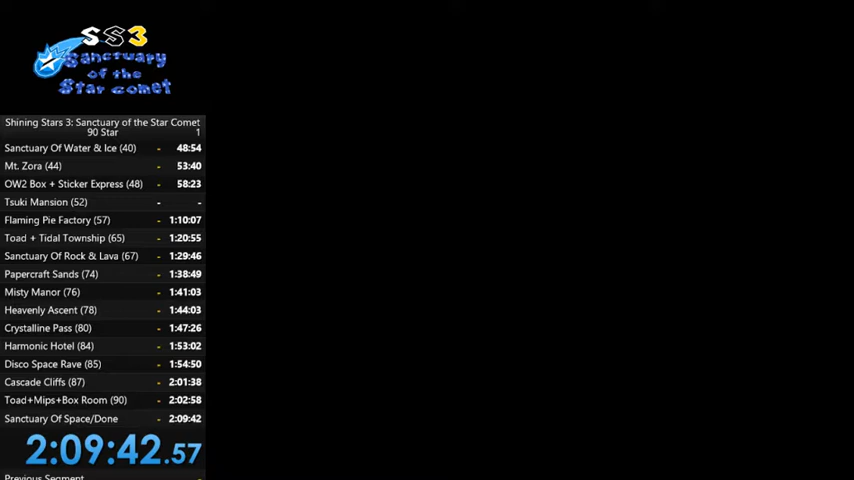 SS3
Sanctuary
of the
Star Comet
Shining Stars 3: Sanctuary of the Star Comet
90 Star 1
Sanctuary Of Water & Ice (40) - 48:54
Mt. Zora (44) - 53:40
OW2 Box + Sticker Express (48) - 58:23
Tsuki Mansion (52) - -
Flaming Pie Factory (57) - 1:10:07
Toad + Tidal Township (65) - 1:20:55
Sanctuary Of Rock & Lava (67) - 1:29:46
Papercraft Sands (74) - 1:38:49
Misty Manor (76) - 1:41:03
Heavenly Ascent (78) - 1:44:03
Crystalline Pass (80) - 1:47:26
Harmonic Hotel (84) - 1:53:02
Disco Space Rave (85) - 1:54:50
Cascade Cliffs (87) - 2:01:38
Toad+Mips+Box Room (90) - 2:02:58
Sanctuary Of Space/Done - 2:09:42
2:09:42.57
Previous Segment -